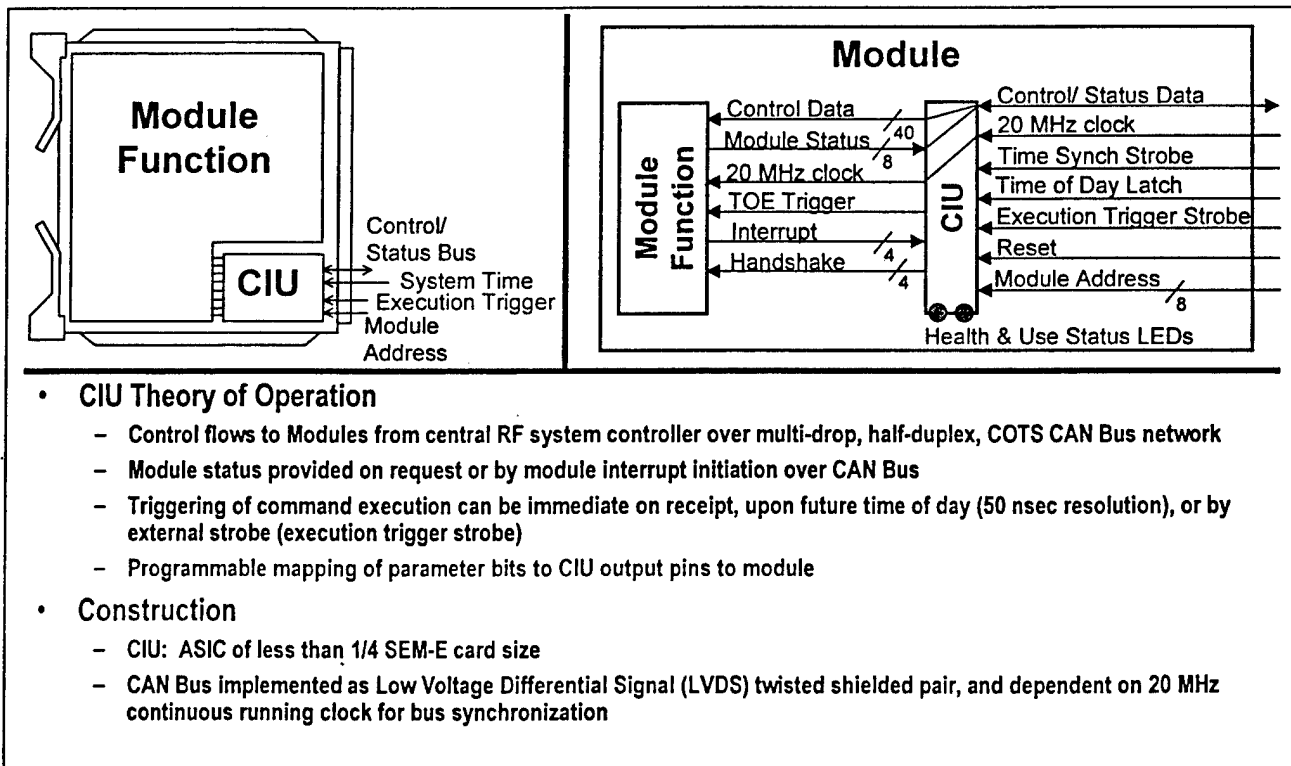 Module
Function
CIU
Control/
Status Bus
System Time
Execution Trigger
Module
Address
Module
Module
Function
Control Data
40
Module Status
8
20 MHz clock
TOE Trigger
Interrupt
4
Handshake
4
CIU
Control/ Status Data
20 MHz clock
Time Synch Strobe
Time of Day Latch
Execution Trigger Strobe
Reset
Module Address
8
Health & Use Status LEDs
• CIU Theory of Operation
– Control flows to Modules from central RF system controller over multi-drop, half-duplex, COTS CAN Bus network
– Module status provided on request or by module interrupt initiation over CAN Bus
– Triggering of command execution can be immediate on receipt, upon future time of day (50 nsec resolution), or by
external strobe (execution trigger strobe)
– Programmable mapping of parameter bits to CIU output pins to module
• Construction
– CIU: ASIC of less than 1/4 SEM-E card size
– CAN Bus implemented as Low Voltage Differential Signal (LVDS) twisted shielded pair, and dependent on 20 MHz
continuous running clock for bus synchronization